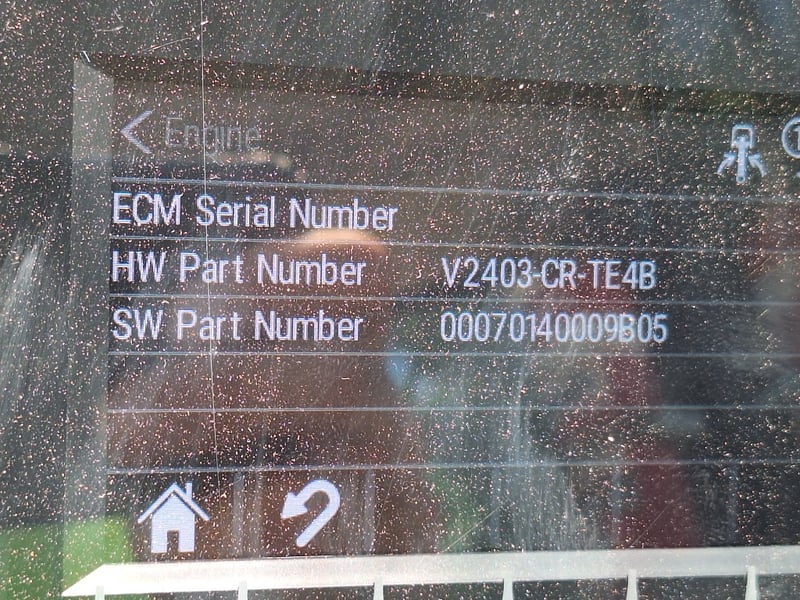 Engine
ECM Serial Number
HW Part Number V2403-CR-TE4B
SW Part Number 00070140009B05